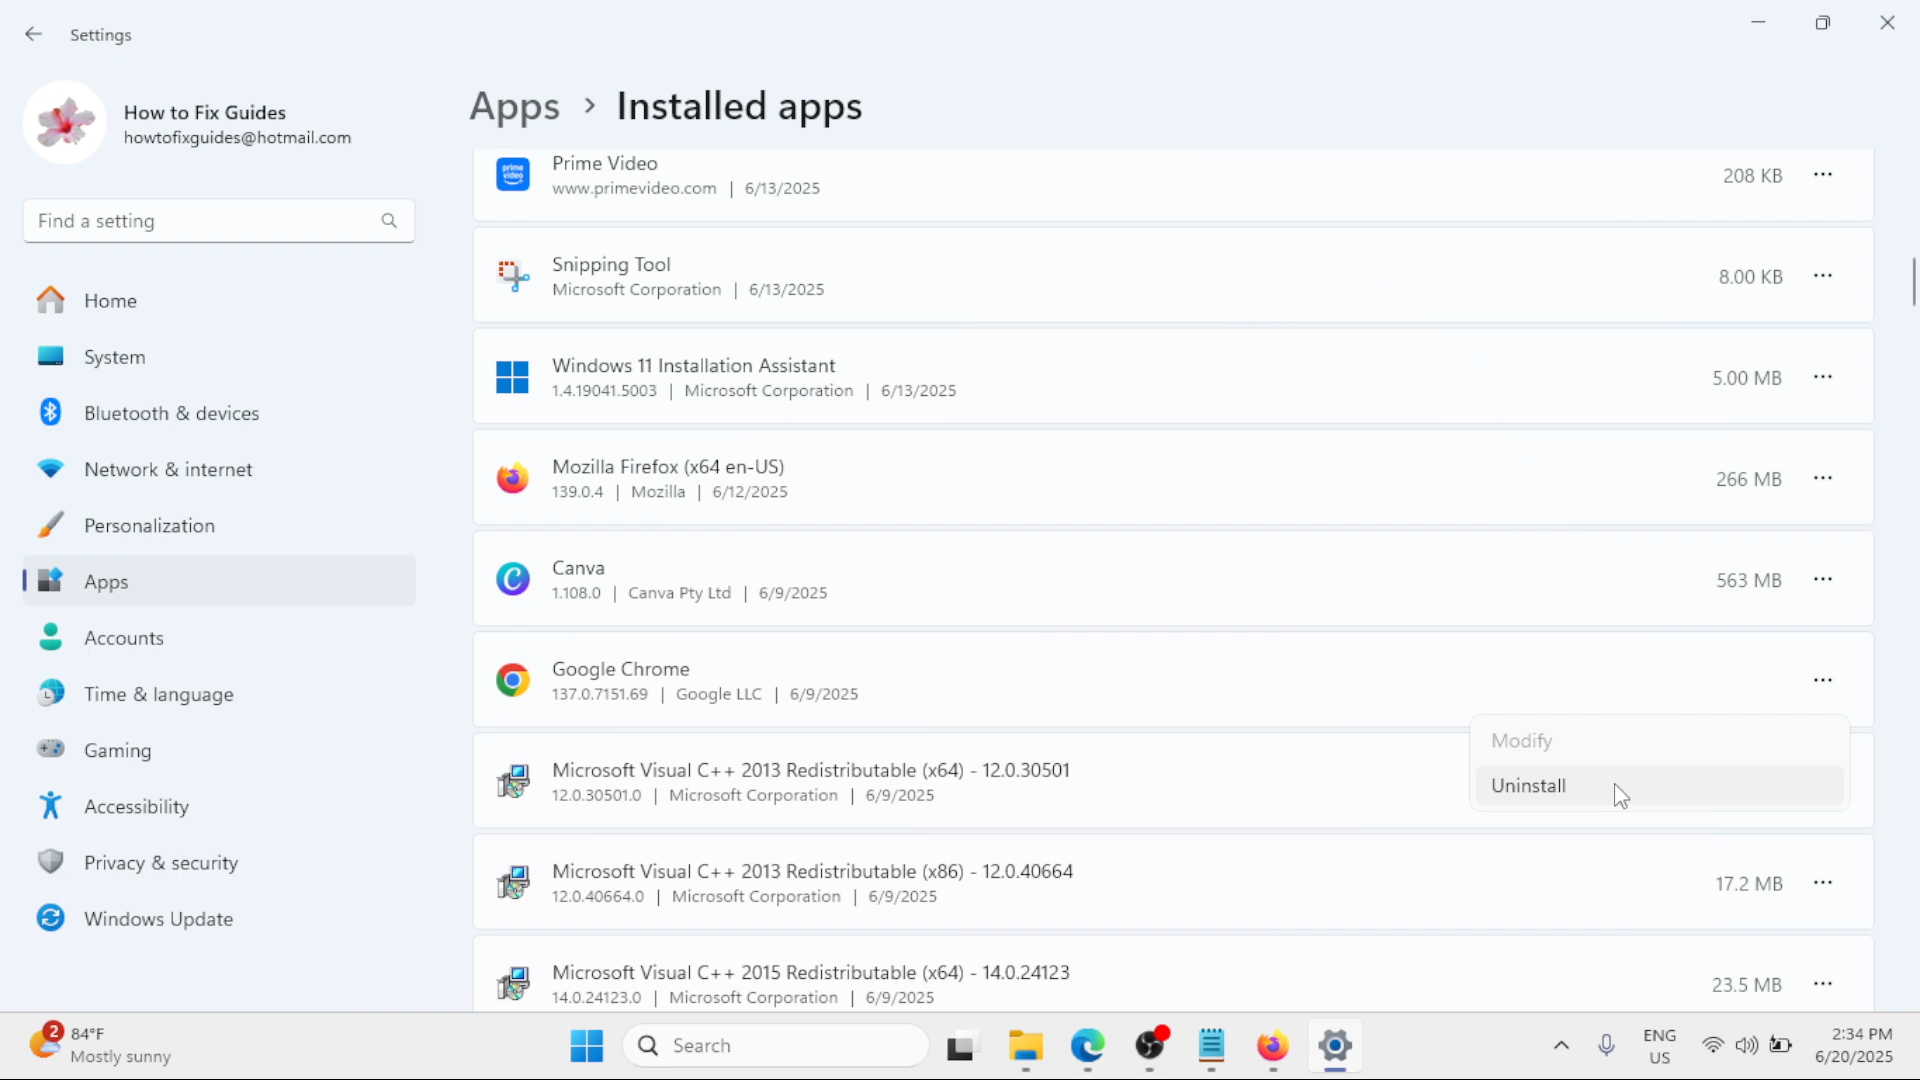 Settings
How to Fix Guides
howtofixguides@hotmail.com
Find a setting
Home
System
Bluetooth & devices
Network & internet
Personalization
Apps
Accounts
Time & language
Gaming
Accessibility
Privacy & security
Windows Update
Apps > Installed apps
prime video
Prime Video
www.primevideo.com | 6/13/2025
208 KB
Snipping Tool
Microsoft Corporation | 6/13/2025
8.00 KB
Windows 11 Installation Assistant
1.4.19041.5003 | Microsoft Corporation | 6/13/2025
5.00 MB
Mozilla Firefox (x64 en-US)
139.0.4 | Mozilla | 6/12/2025
266 MB
Canva
1.108.0 | Canva Pty Ltd | 6/9/2025
563 MB
Google Chrome
137.0.7151.69 | Google LLC | 6/9/2025
Modify
Uninstall
Microsoft Visual C++ 2013 Redistributable (x64) - 12.0.30501
12.0.30501.0 | Microsoft Corporation | 6/9/2025
Microsoft Visual C++ 2013 Redistributable (x86) - 12.0.40664
12.0.40664.0 | Microsoft Corporation | 6/9/2025
17.2 MB
Microsoft Visual C++ 2015 Redistributable (x64) - 14.0.24123
14.0.24123.0 | Microsoft Corporation | 6/9/2025
23.5 MB
2
84°F
Mostly sunny
Search
ENG
US
2:34 PM
6/20/2025